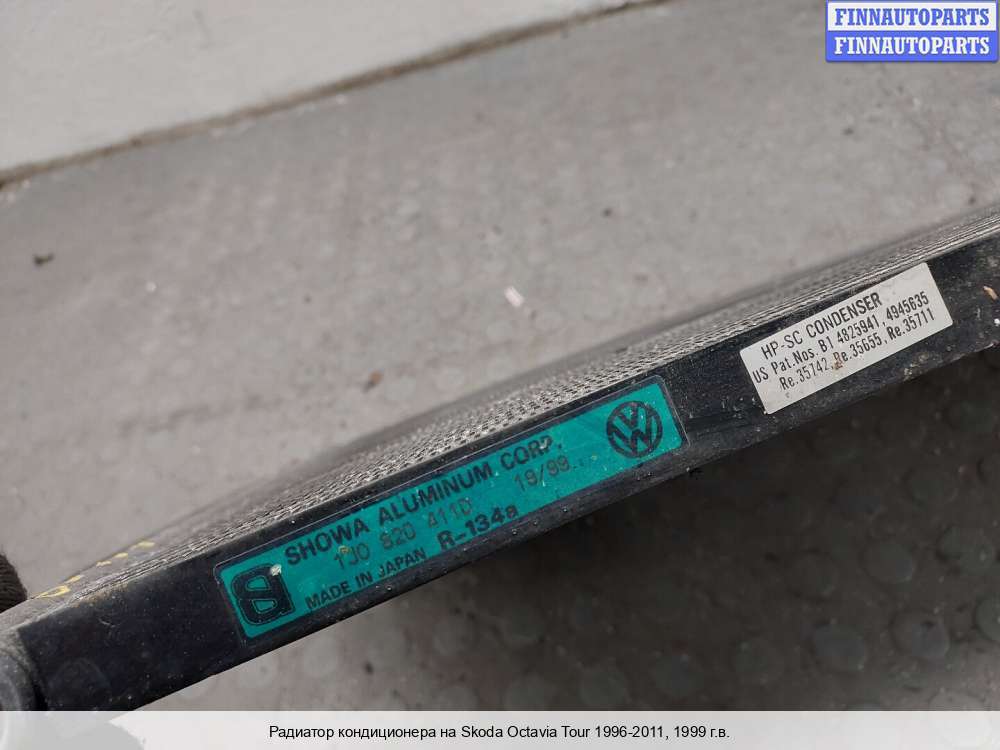 FINNAUTOPARTS
FINNAUTOPARTS
HP-SC CONDENSER
US Pat.Nos. B1 4825941, 4945635
Re.35742, Re.35655, Re.35711
SHOWA ALUMINUM CORP.
1J0 820 411D 19/99
MADE IN JAPAN R-134a
Радиатор кондиционера на Skoda Octavia Tour 1996-2011, 1999 г.в.